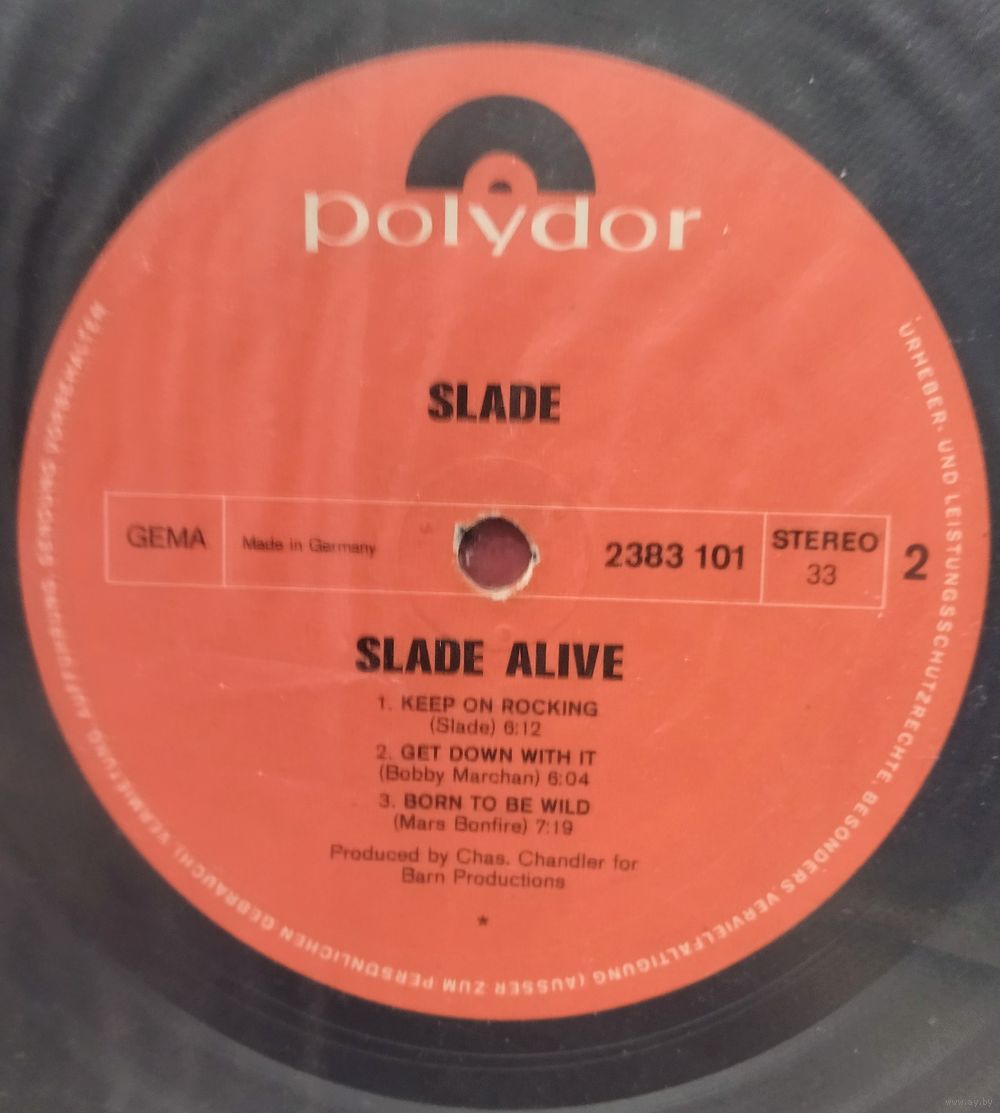 polydor
SLADE
GEMA
Made in Germany
2383 101
STEREO
33
2
SLADE ALIVE
1. KEEP ON ROCKING
(Slade) 6:12
2. GET DOWN WITH IT
(Bobby Marchan) 6:04
3. BORN TO BE WILD
(Mars Bonfire) 7:19
Produced by Chas. Chandler for
Barn Productions
*
URHEBER- UND LEISTUNGSSCHUTZRECHTE, BESONDERS VERVIELFÄLTIGUNG (AUSSER ZUM PERSÖNLICHEN GEBRAUCH), VERMIETUNG, AUFFÜHRUNG, SENDUNG VORBEHALTEN
www.ay.by